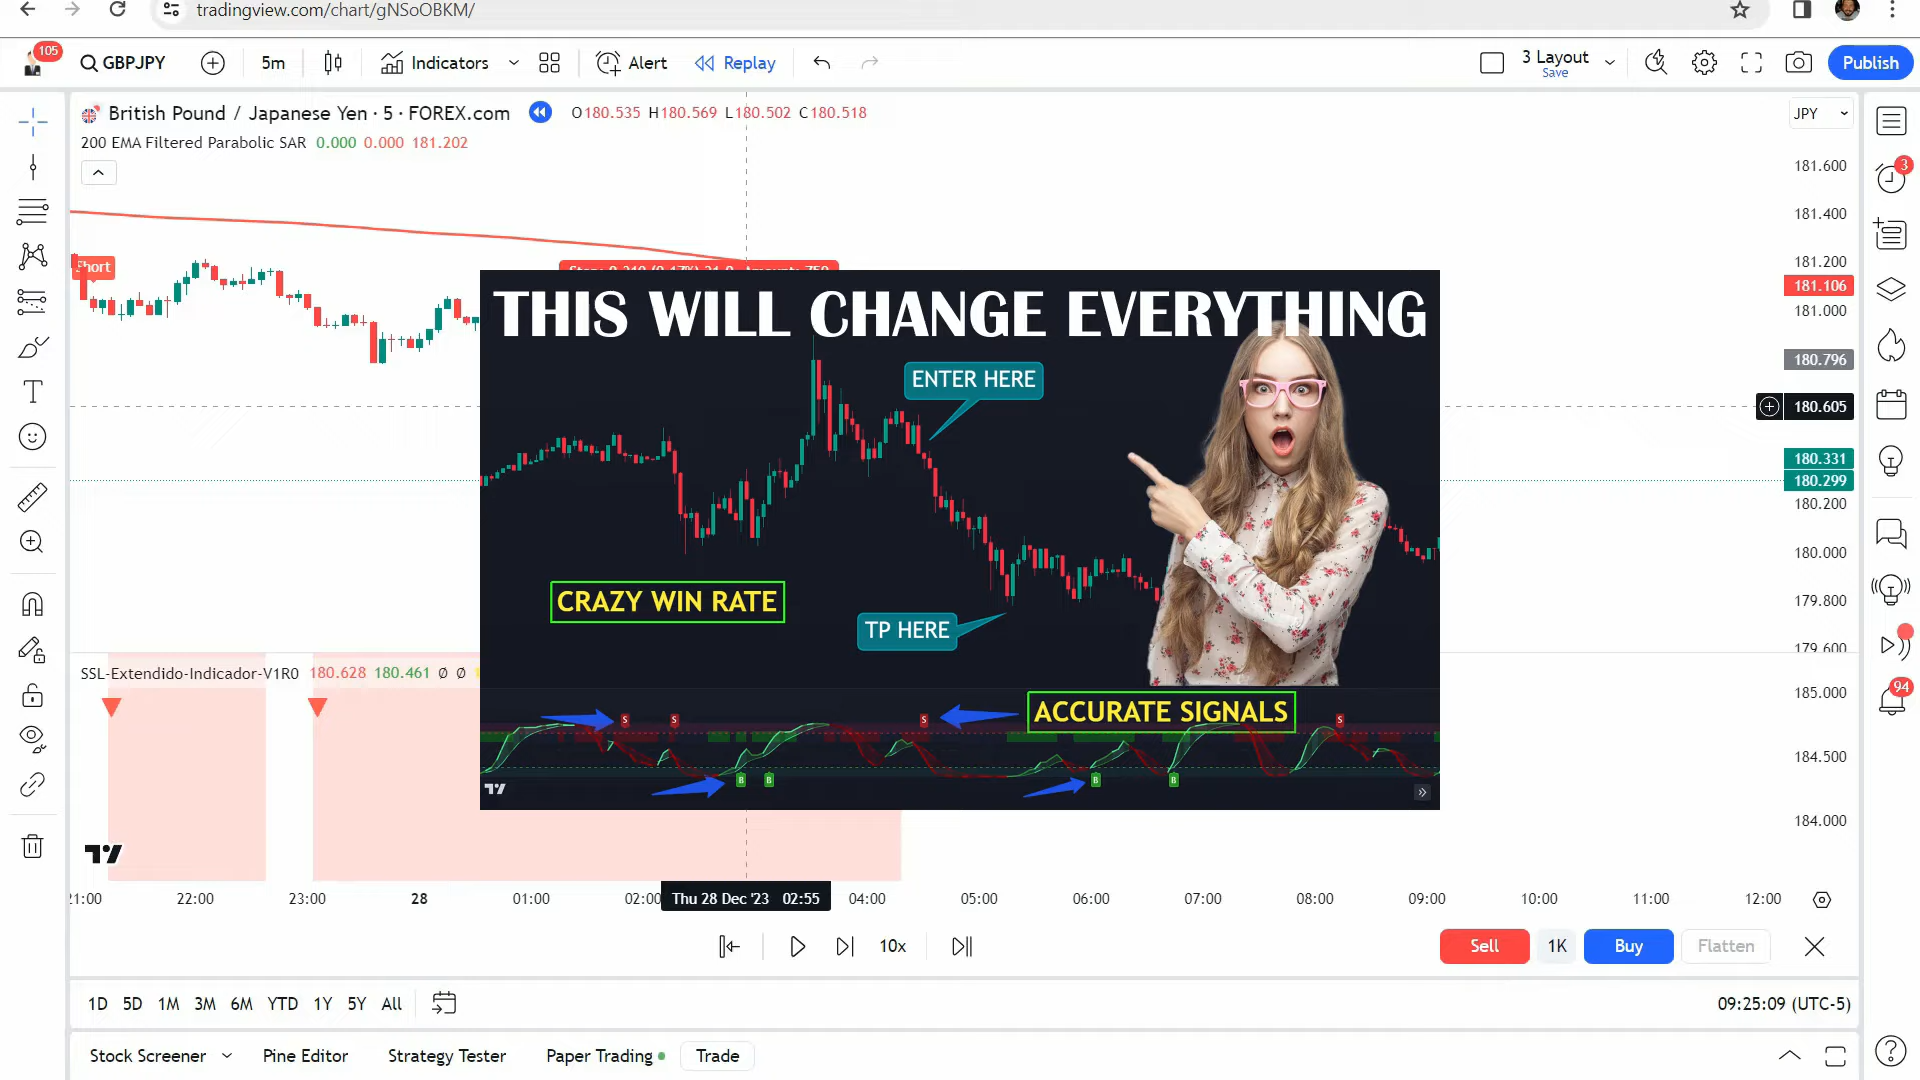 tradingview.com/chart/gNSoOBKM/
105
GBPJPY
5m
Indicators
Alert
Replay
3 Layout
Save
Publish
British Pound / Japanese Yen · 5 · FOREX.com
O180.535 H180.569 L180.502 C180.518
JPY
200 EMA Filtered Parabolic SAR 0.000 0.000 181.202
181.600
3
181.400
181.200
Short
181.106
181.000
THIS WILL CHANGE EVERYTHING
180.796
ENTER HERE
180.605
180.331
180.299
180.200
180.000
CRAZY WIN RATE
179.800
TP HERE
179.600
SSL-Extendido-Indicador-V1R0 180.628 180.461 Ø Ø
94
185.000
ACCURATE SIGNALS
S S S S
184.500
B B B B
184.000
21:00 22:00 23:00 28 01:00 02:00 Thu 28 Dec '23 02:55 04:00 05:00 06:00 07:00 08:00 09:00 10:00 11:00 12:00
10x
Sell 1K Buy Flatten
1D 5D 1M 3M 6M YTD 1Y 5Y All
09:25:09 (UTC-5)
Stock Screener Pine Editor Strategy Tester Paper Trading Trade